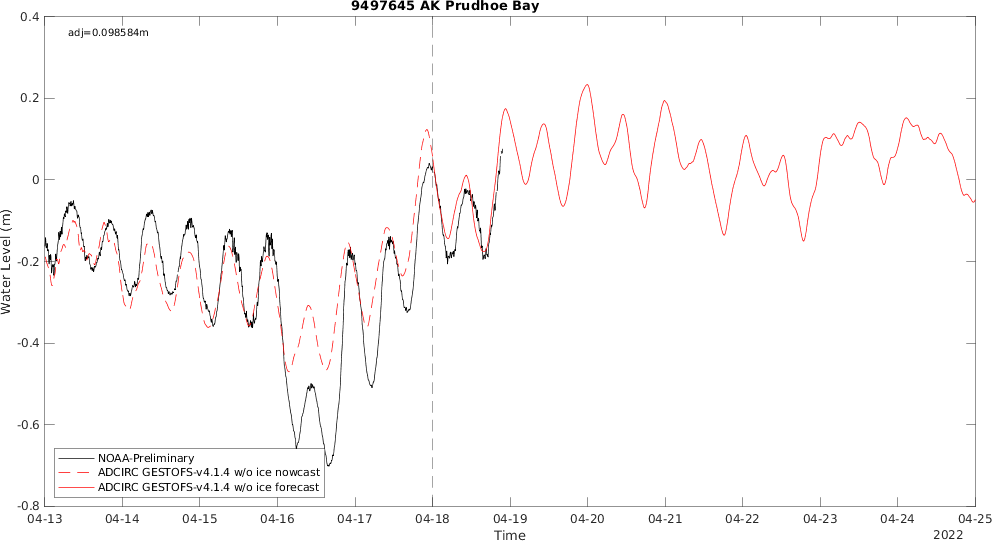 9497645 AK Prudhoe Bay
adj=0.098584m
0.4
0.2
0
-0.2
-0.4
-0.6
-0.8
Water Level (m)
NOAA-Preliminary
ADCIRC GESTOFS-v4.1.4 w/o ice nowcast
ADCIRC GESTOFS-v4.1.4 w/o ice forecast
04-13 04-14 04-15 04-16 04-17 04-18 04-19 04-20 04-21 04-22 04-23 04-24 04-25
Time
2022